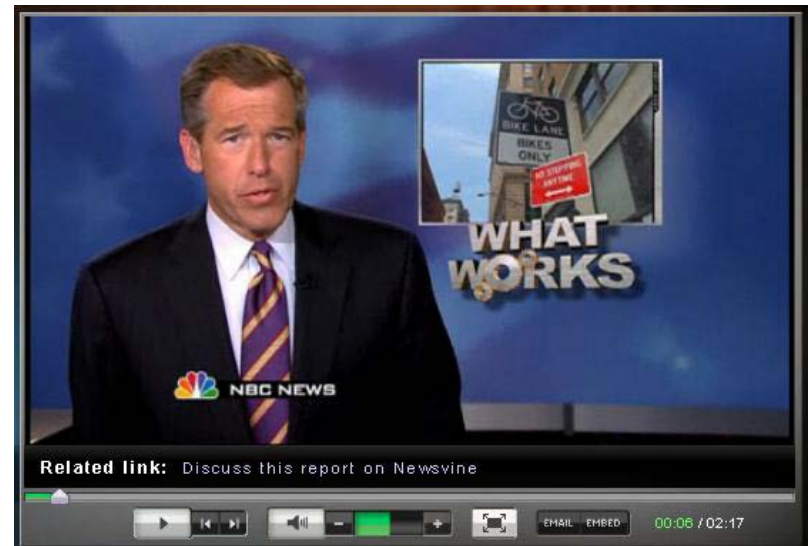 BIKE LANE
BIKES
ONLY
NO STOPPING
ANYTIME
WHAT
WORKS
NBC NEWS
Related link: Discuss this report on Newsvine
EMAIL EMBED 00:06 / 02:17